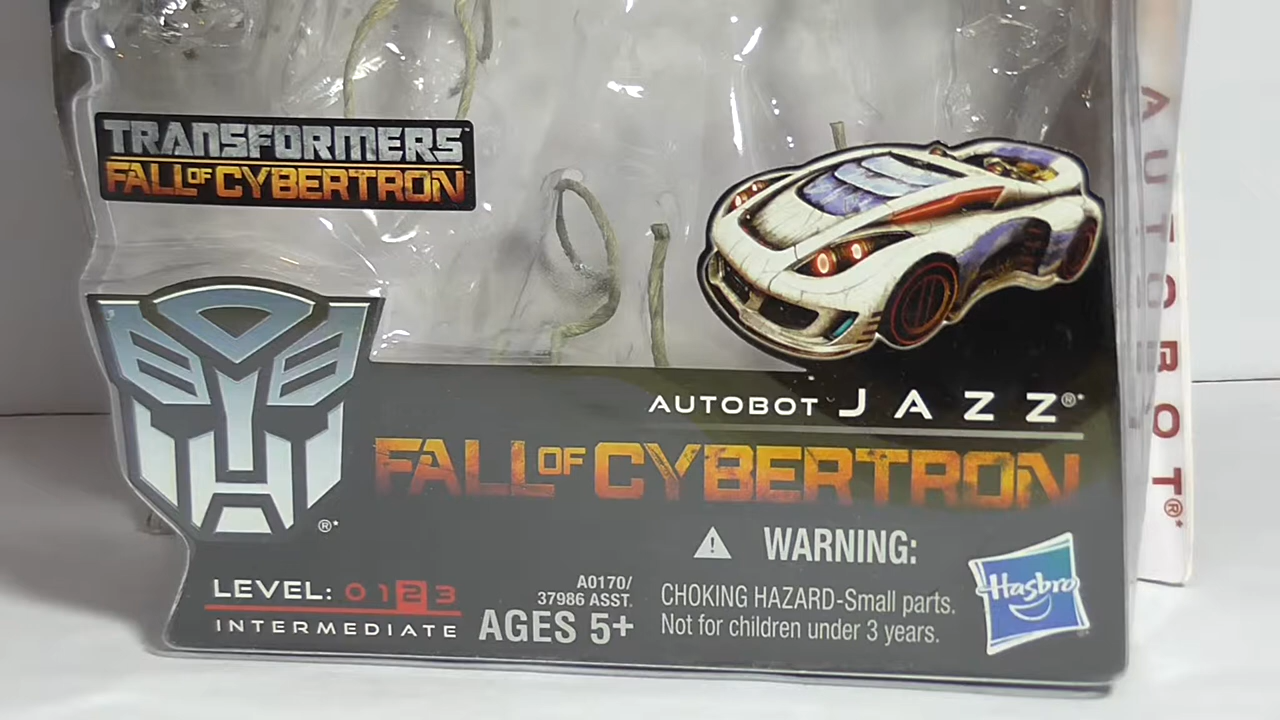 TRANSFORMERS
FALL OF CYBERTRON
AUTOBOT JAZZ®*
FALL OF CYBERTRON
®*
LEVEL: 0 1 2 3
INTERMEDIATE
A0170/
37986 ASST.
AGES 5+
WARNING:
CHOKING HAZARD-Small parts.
Not for children under 3 years.
Hasbro
AUTOBOT®*